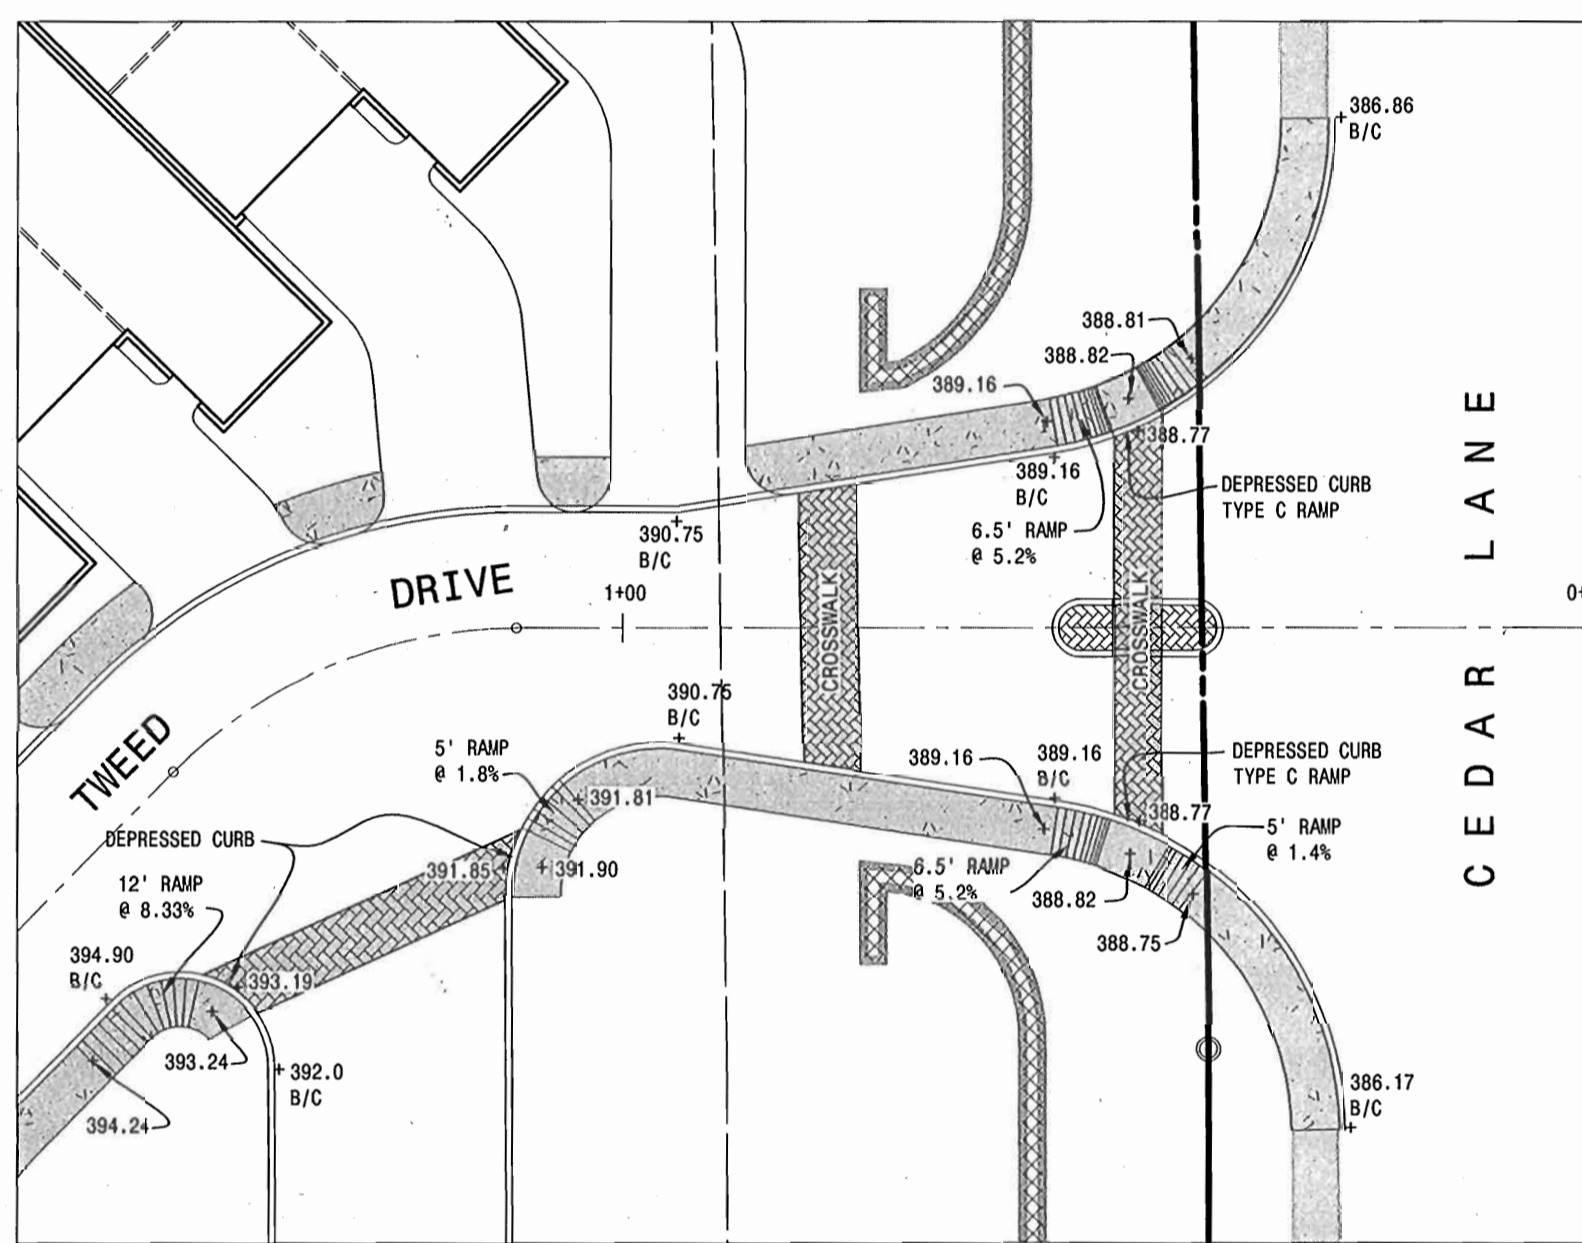 386.86
B/C
388.81
388.82
389.16
388.77
389.16
B/C
DEPRESSED CURB
TYPE C RAMP
6.5' RAMP
@ 5.2%
390.75
B/C
DRIVE
1+00
0+
CROSSWALK
CROSSWALK
CEDAR LANE
TWEED
390.75
B/C
5' RAMP
@ 1.8%
389.16
389.16
B/C
DEPRESSED CURB
TYPE C RAMP
391.81
388.77
5' RAMP
@ 1.4%
DEPRESSED CURB
391.85
391.90
6.5' RAMP
@ 5.2%
388.82
12' RAMP
@ 8.33%
388.75
394.90
B/C
393.19
393.24
392.0
B/C
394.24
386.17
B/C